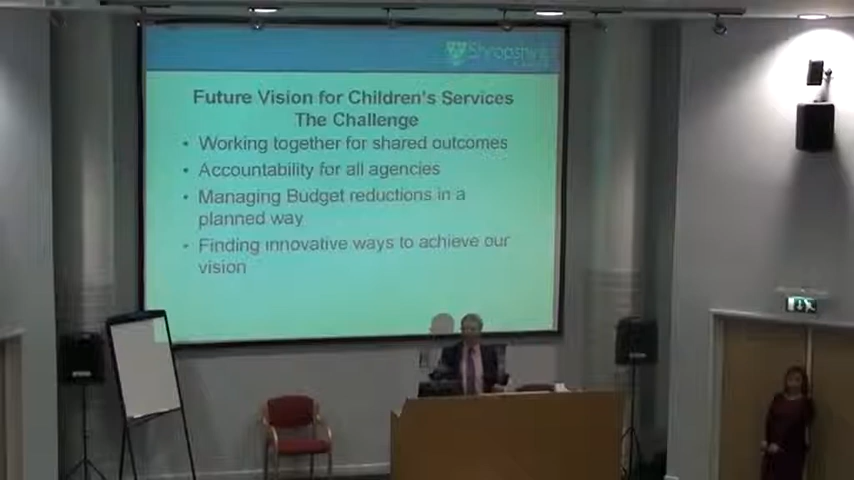 Shropshire
Future Vision for Children's Services
The Challenge
• Working together for shared outcomes
• Accountability for all agencies
• Managing Budget reductions in a
planned way
• Finding innovative ways to achieve our
vision